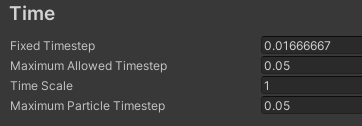 Time
Fixed Timestep 0.01666667
Maximum Allowed Timestep 0.05
Time Scale 1
Maximum Particle Timestep 0.05